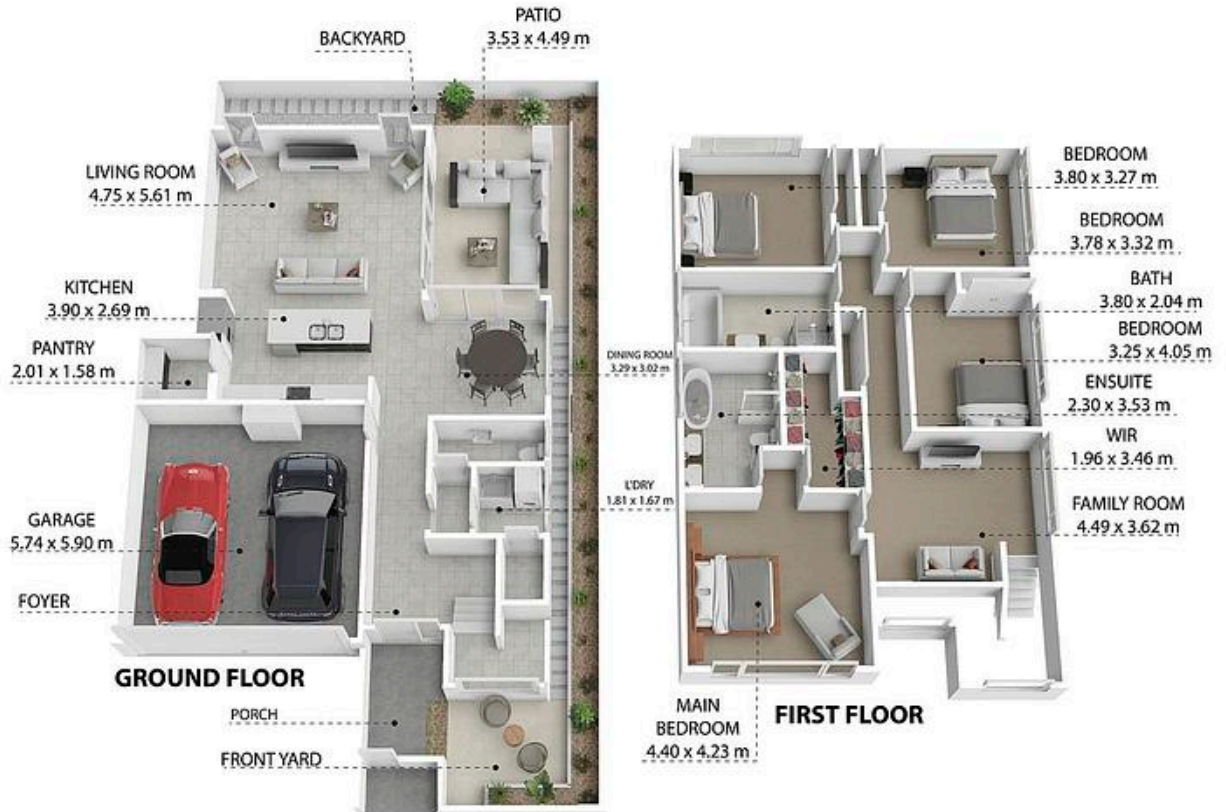 PATIO
3.53 x 4.49 m
BACKYARD
LIVING ROOM
4.75 x 5.61 m
KITCHEN
3.90 x 2.69 m
PANTRY
2.01 x 1.58 m
DINING ROOM
3.29 x 3.02 m
L'DRY
1.81 x 1.67 m
GARAGE
5.74 x 5.90 m
FOYER
GROUND FLOOR
PORCH
FRONT YARD
BEDROOM
3.80 x 3.27 m
BEDROOM
3.78 x 3.32 m
BATH
3.80 x 2.04 m
BEDROOM
3.25 x 4.05 m
ENSUITE
2.30 x 3.53 m
WIR
1.96 x 3.46 m
FAMILY ROOM
4.49 x 3.62 m
MAIN
BEDROOM
4.40 x 4.23 m
FIRST FLOOR